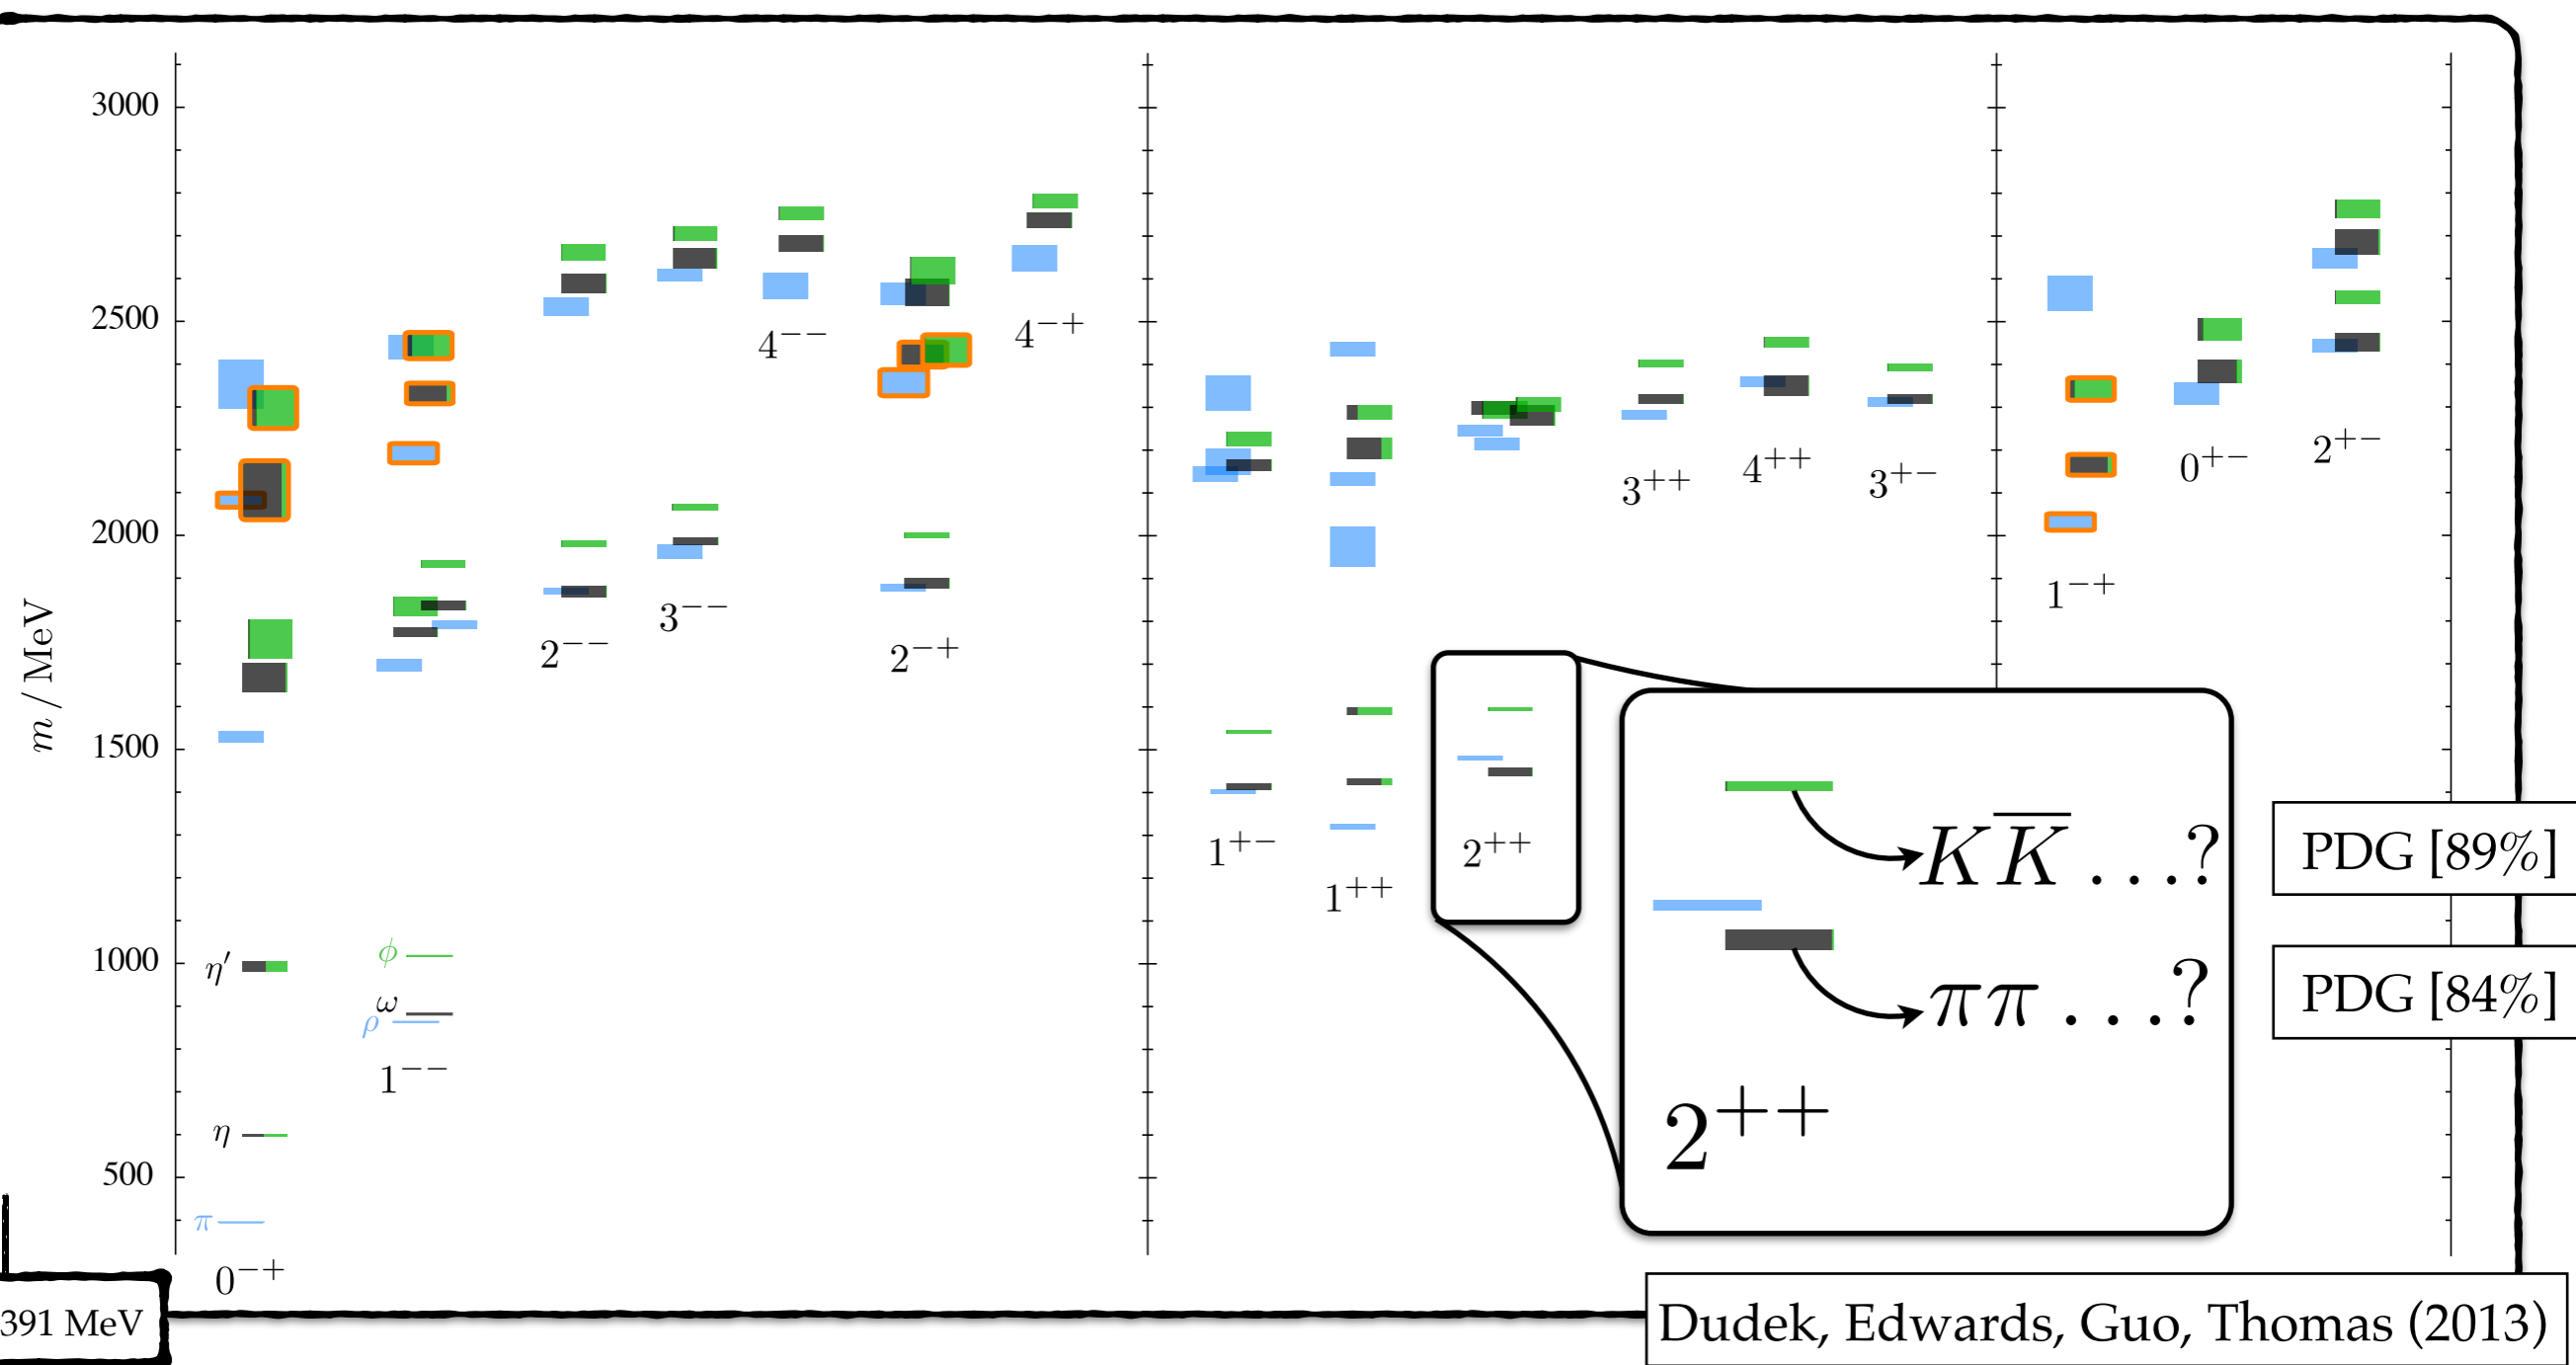 3000
2500
2000
1500
1000
500
m / MeV
4⁻⁻
4⁻⁺
2⁻⁻
3⁻⁻
2⁻⁺
η′
ϕ
ω
ρ
1⁻⁻
η
π
0⁻⁺
3⁺⁺
4⁺⁺
3⁺⁻
1⁺⁻
1⁺⁺
2⁺⁺
1⁻⁺
0⁺⁻
2⁺⁻
KK̅ ...?
ππ ...?
2⁺⁺
PDG [89%]
PDG [84%]
391 MeV
Dudek, Edwards, Guo, Thomas (2013)